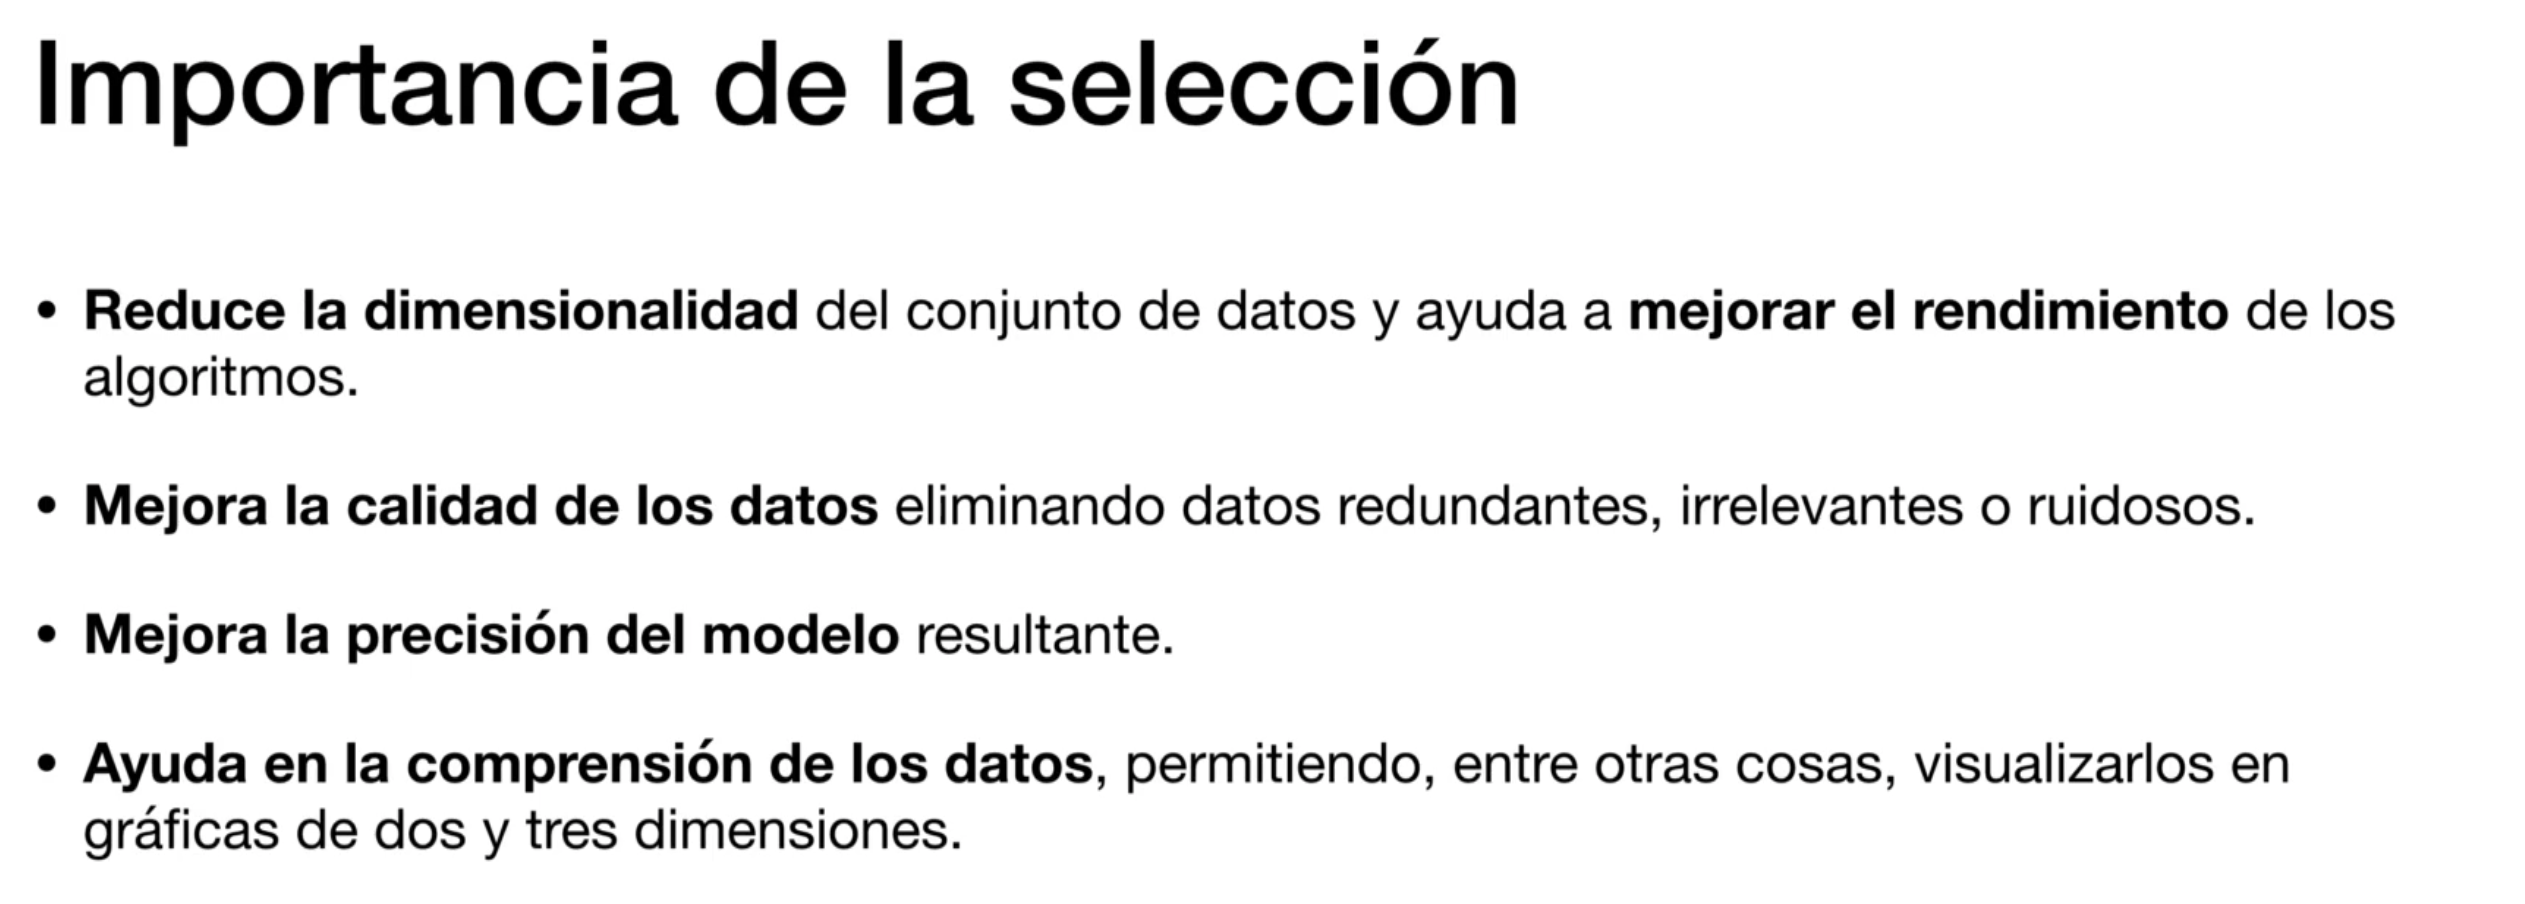 Importancia de la selección
• Reduce la dimensionalidad del conjunto de datos y ayuda a mejorar el rendimiento de los
algoritmos.
• Mejora la calidad de los datos eliminando datos redundantes, irrelevantes o ruidosos.
• Mejora la precisión del modelo resultante.
• Ayuda en la comprensión de los datos, permitiendo, entre otras cosas, visualizarlos en
gráficas de dos y tres dimensiones.